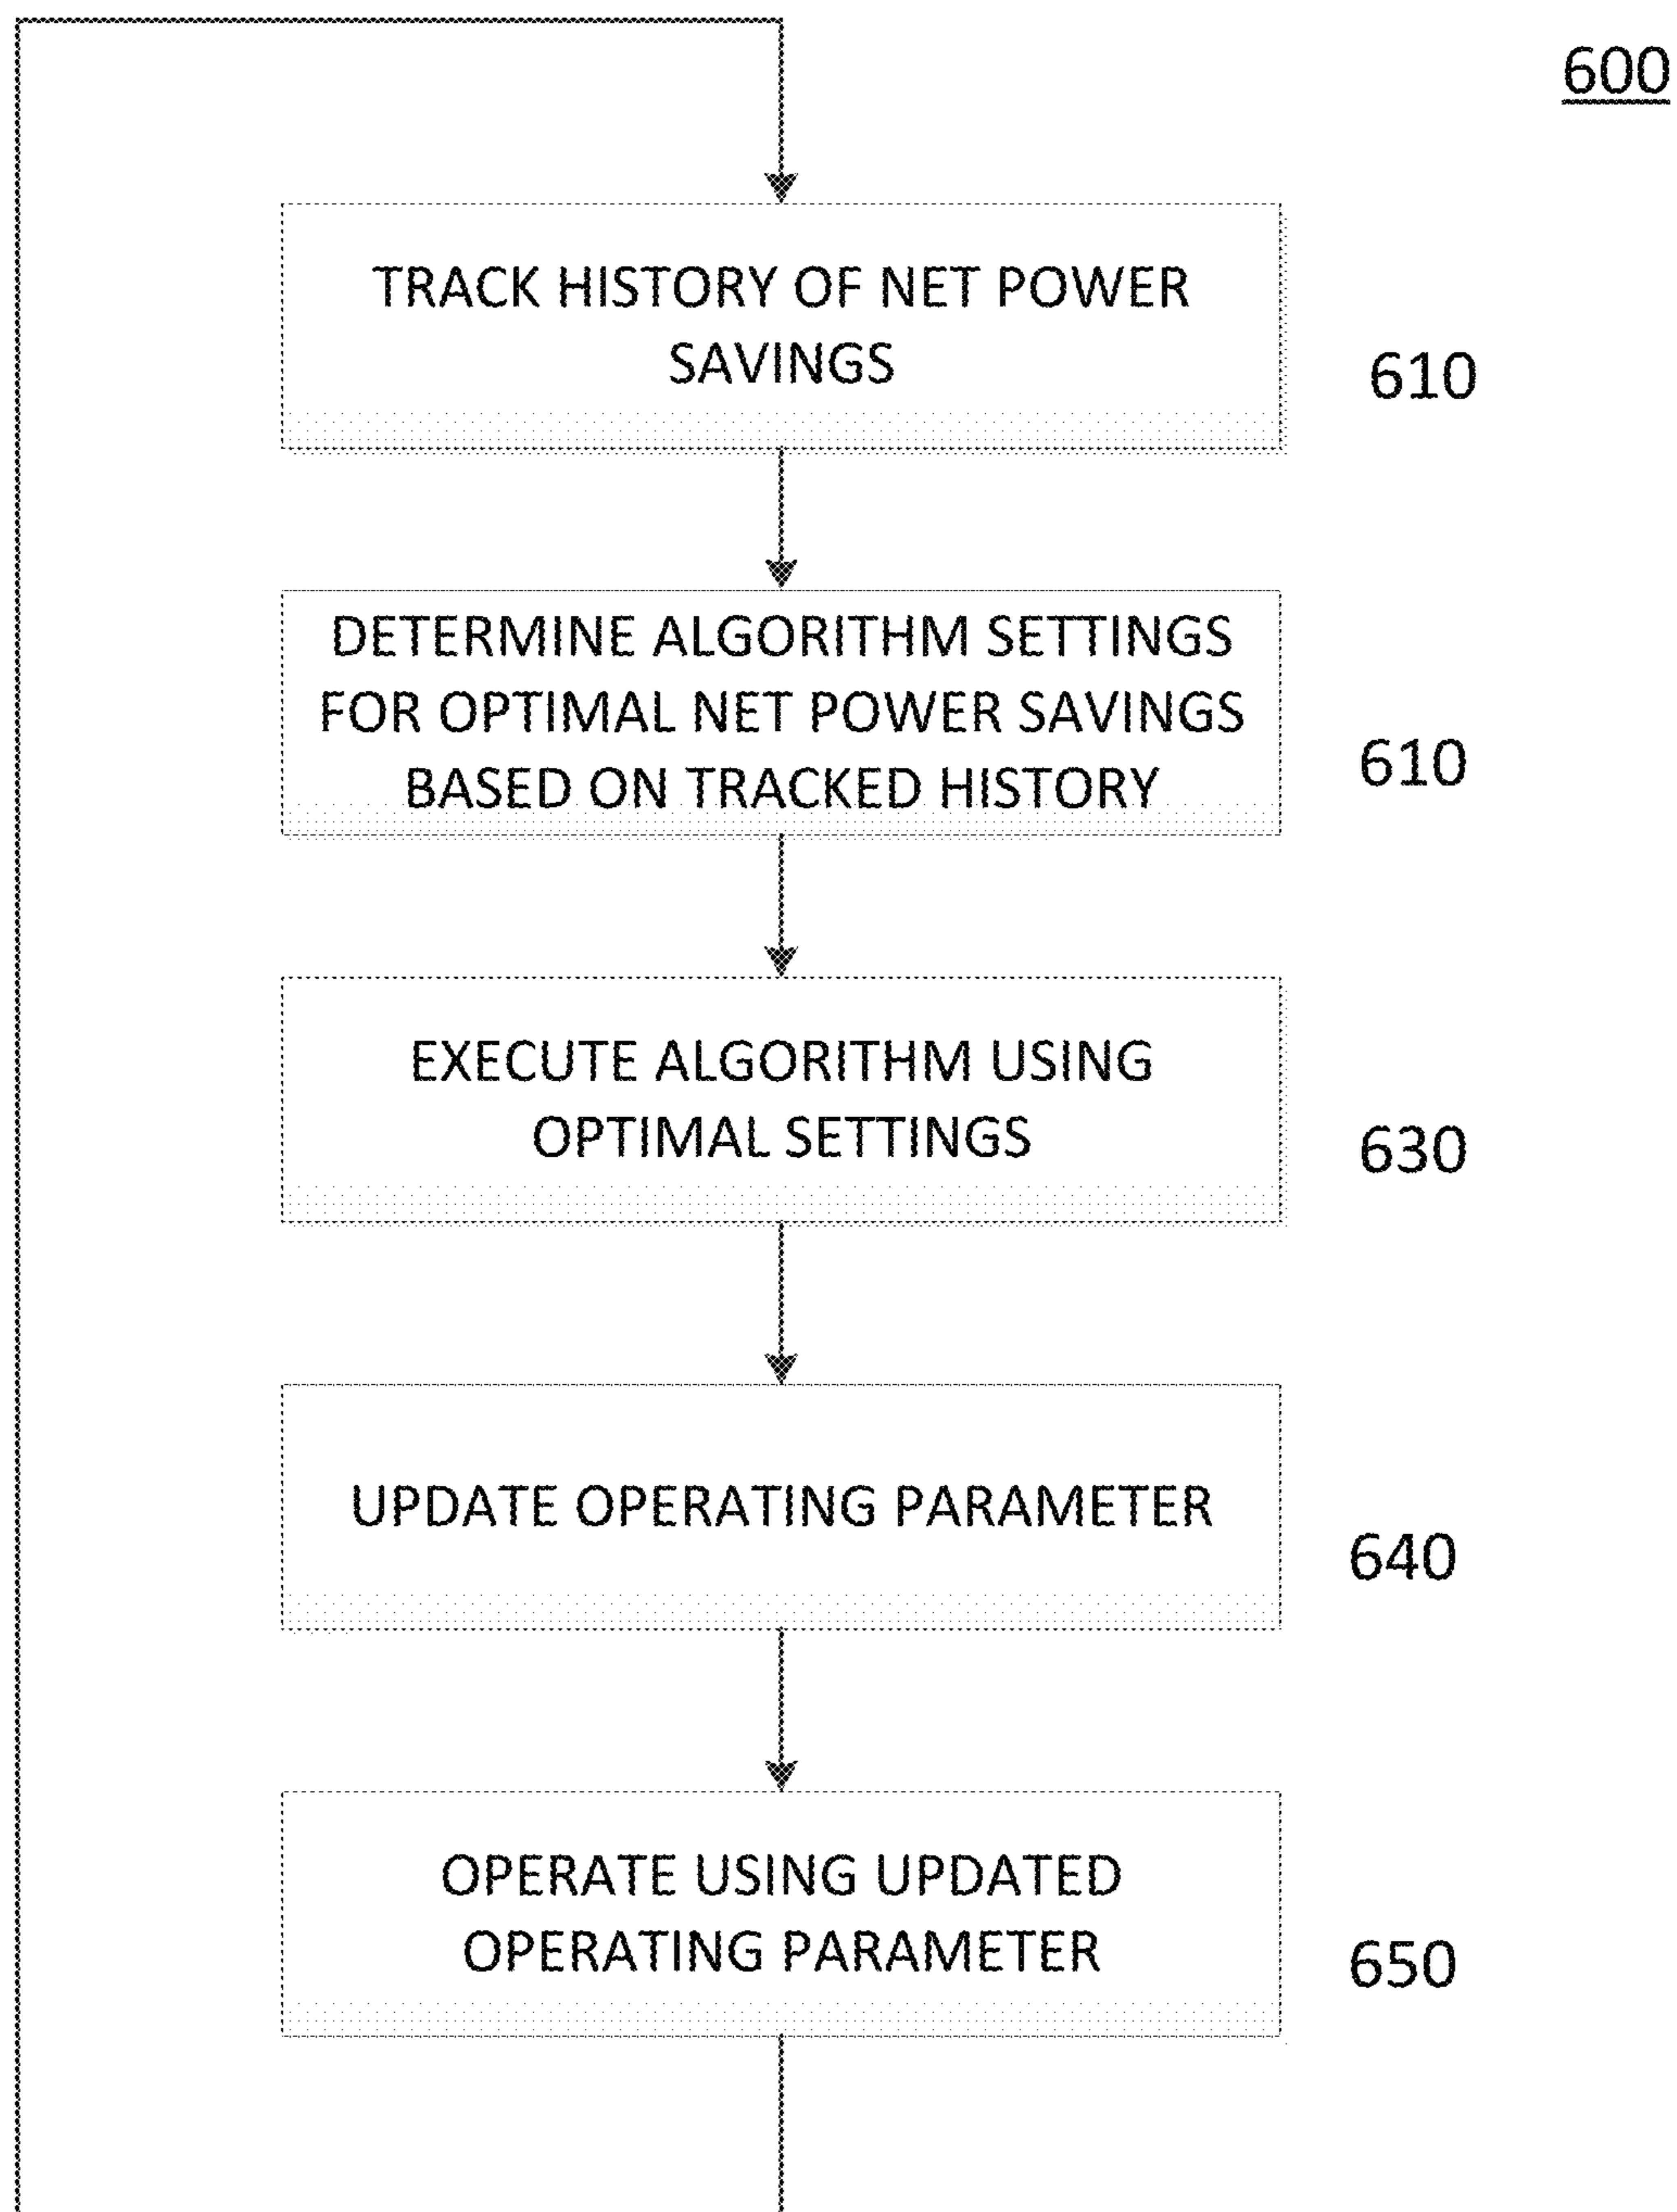 600
TRACK HISTORY OF NET POWER
SAVINGS
610
DETERMINE ALGORITHM SETTINGS
FOR OPTIMAL NET POWER SAVINGS
BASED ON TRACKED HISTORY
610
EXECUTE ALGORITHM USING
OPTIMAL SETTINGS
630
UPDATE OPERATING PARAMETER
640
OPERATE USING UPDATED
OPERATING PARAMETER
650